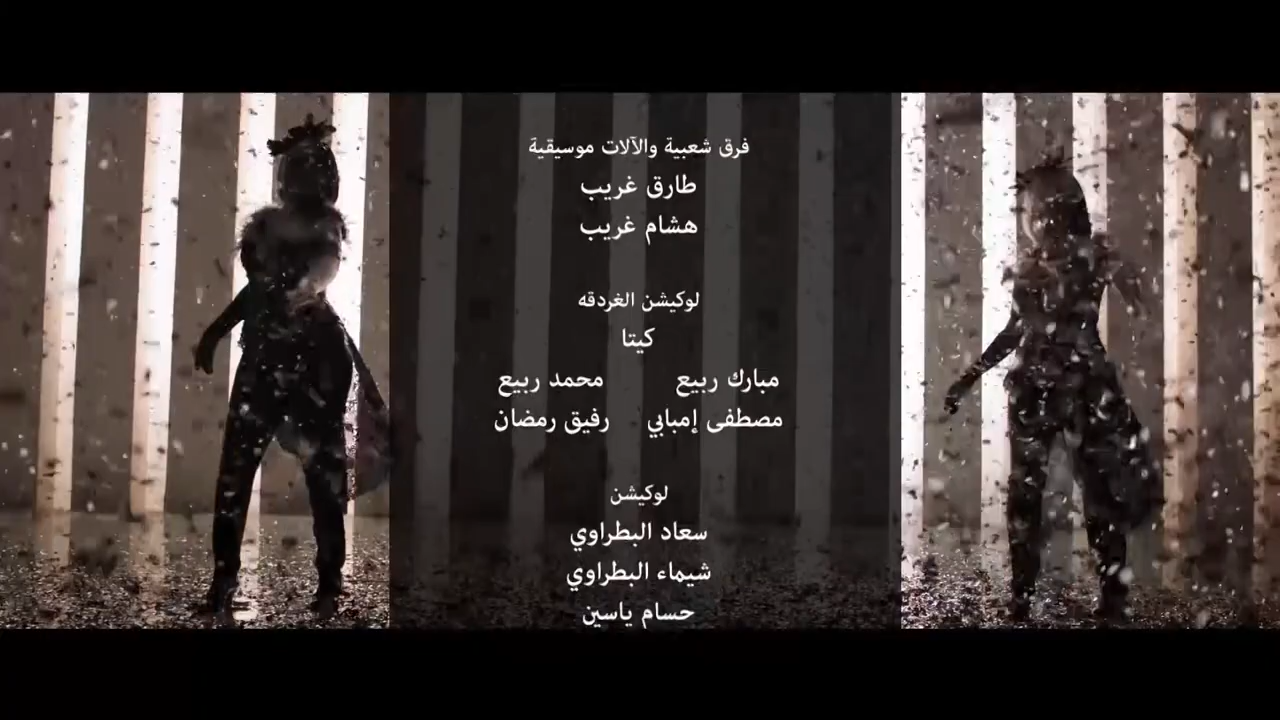 فرق شعبية والآلات موسيقية
طارق غريب
هشام غريب
لوكيشن الغردقه
كيتا
مبارك ربيع محمد ربيع
مصطفى إمبابي رفيق رمضان
لوكيشن
سعاد البطراوي
شيماء البطراوي
حسام ياسين